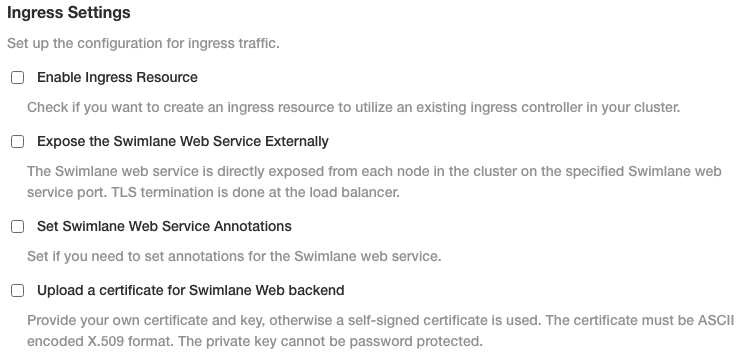 Ingress Settings
Set up the configuration for ingress traffic.
Enable Ingress Resource
Check if you want to create an ingress resource to utilize an existing ingress controller in your cluster.
Expose the Swimlane Web Service Externally
The Swimlane web service is directly exposed from each node in the cluster on the specified Swimlane web
service port. TLS termination is done at the load balancer.
Set Swimlane Web Service Annotations
Set if you need to set annotations for the Swimlane web service.
Upload a certificate for Swimlane Web backend
Provide your own certificate and key, otherwise a self-signed certificate is used. The certificate must be ASCII
encoded X.509 format. The private key cannot be password protected.